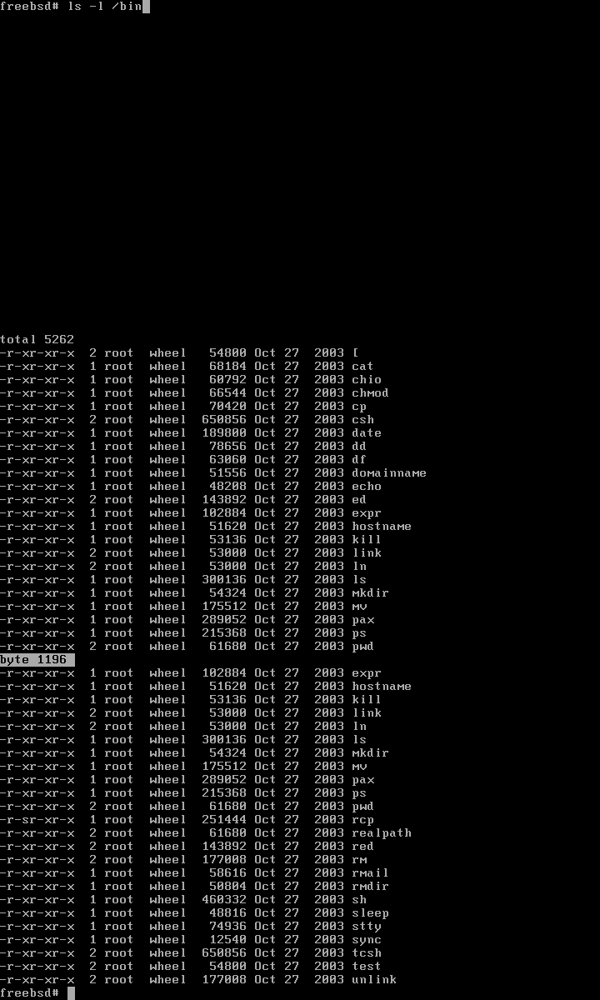 freebsd# ls -l /bin
total 5262
-r-xr-xr-x  2 root  wheel   54800 Oct 27  2003 [
-r-xr-xr-x  1 root  wheel   68184 Oct 27  2003 cat
-r-xr-xr-x  1 root  wheel   60792 Oct 27  2003 chio
-r-xr-xr-x  1 root  wheel   66544 Oct 27  2003 chmod
-r-xr-xr-x  1 root  wheel   70420 Oct 27  2003 cp
-r-xr-xr-x  2 root  wheel  650856 Oct 27  2003 csh
-r-xr-xr-x  1 root  wheel  189800 Oct 27  2003 date
-r-xr-xr-x  1 root  wheel   78656 Oct 27  2003 dd
-r-xr-xr-x  1 root  wheel   63060 Oct 27  2003 df
-r-xr-xr-x  1 root  wheel   51556 Oct 27  2003 domainname
-r-xr-xr-x  1 root  wheel   48208 Oct 27  2003 echo
-r-xr-xr-x  2 root  wheel  143892 Oct 27  2003 ed
-r-xr-xr-x  1 root  wheel  102884 Oct 27  2003 expr
-r-xr-xr-x  1 root  wheel   51620 Oct 27  2003 hostname
-r-xr-xr-x  1 root  wheel   53136 Oct 27  2003 kill
-r-xr-xr-x  2 root  wheel   53000 Oct 27  2003 link
-r-xr-xr-x  2 root  wheel   53000 Oct 27  2003 ln
-r-xr-xr-x  1 root  wheel  300136 Oct 27  2003 ls
-r-xr-xr-x  1 root  wheel   54324 Oct 27  2003 mkdir
-r-xr-xr-x  1 root  wheel  175512 Oct 27  2003 mv
-r-xr-xr-x  1 root  wheel  289052 Oct 27  2003 pax
-r-xr-xr-x  1 root  wheel  215368 Oct 27  2003 ps
-r-xr-xr-x  2 root  wheel   61680 Oct 27  2003 pwd
byte 1196
-r-xr-xr-x  1 root  wheel  102884 Oct 27  2003 expr
-r-xr-xr-x  1 root  wheel   51620 Oct 27  2003 hostname
-r-xr-xr-x  1 root  wheel   53136 Oct 27  2003 kill
-r-xr-xr-x  2 root  wheel   53000 Oct 27  2003 link
-r-xr-xr-x  2 root  wheel   53000 Oct 27  2003 ln
-r-xr-xr-x  1 root  wheel  300136 Oct 27  2003 ls
-r-xr-xr-x  1 root  wheel   54324 Oct 27  2003 mkdir
-r-xr-xr-x  1 root  wheel  175512 Oct 27  2003 mv
-r-xr-xr-x  1 root  wheel  289052 Oct 27  2003 pax
-r-xr-xr-x  1 root  wheel  215368 Oct 27  2003 ps
-r-xr-xr-x  2 root  wheel   61680 Oct 27  2003 pwd
-r-sr-xr-x  1 root  wheel  251444 Oct 27  2003 rcp
-r-xr-xr-x  2 root  wheel   61680 Oct 27  2003 realpath
-r-xr-xr-x  2 root  wheel  143892 Oct 27  2003 red
-r-xr-xr-x  2 root  wheel  177008 Oct 27  2003 rm
-r-xr-xr-x  1 root  wheel   58616 Oct 27  2003 rmail
-r-xr-xr-x  1 root  wheel   50804 Oct 27  2003 rmdir
-r-xr-xr-x  1 root  wheel  460332 Oct 27  2003 sh
-r-xr-xr-x  1 root  wheel   48816 Oct 27  2003 sleep
-r-xr-xr-x  1 root  wheel   74936 Oct 27  2003 stty
-r-xr-xr-x  1 root  wheel   12540 Oct 27  2003 sync
-r-xr-xr-x  2 root  wheel  650856 Oct 27  2003 tcsh
-r-xr-xr-x  2 root  wheel   54800 Oct 27  2003 test
-r-xr-xr-x  2 root  wheel  177008 Oct 27  2003 unlink
freebsd#